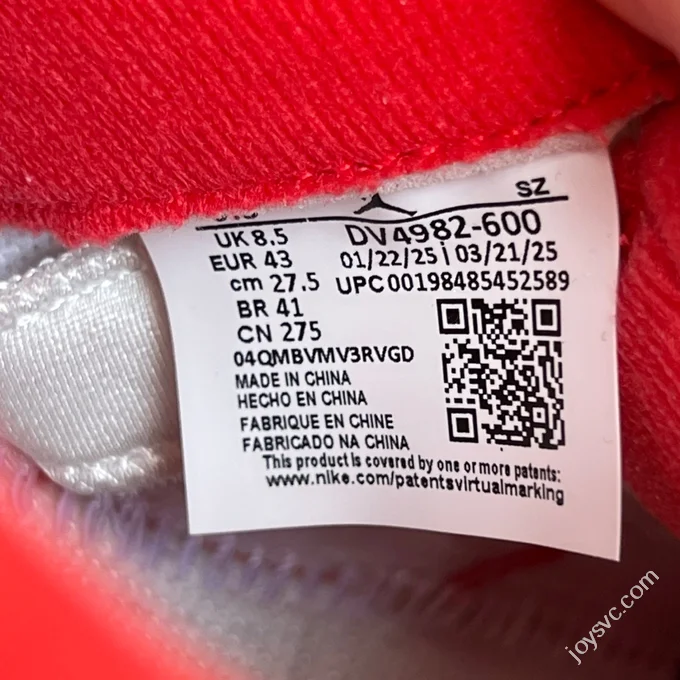 SZ
UK 8.5
DV4982-600
EUR 43
01/22/25 | 03/21/25
cm 27.5
UPC00198485452589
BR 41
CN 275
04QMBVMV3RVGD
MADE IN CHINA
HECHO EN CHINA
FABRIQUE EN CHINE
FABRICADO NA CHINA
This product is covered by one or more patents:
www.nike.com/patentsvirtualmarking
joysvc.com